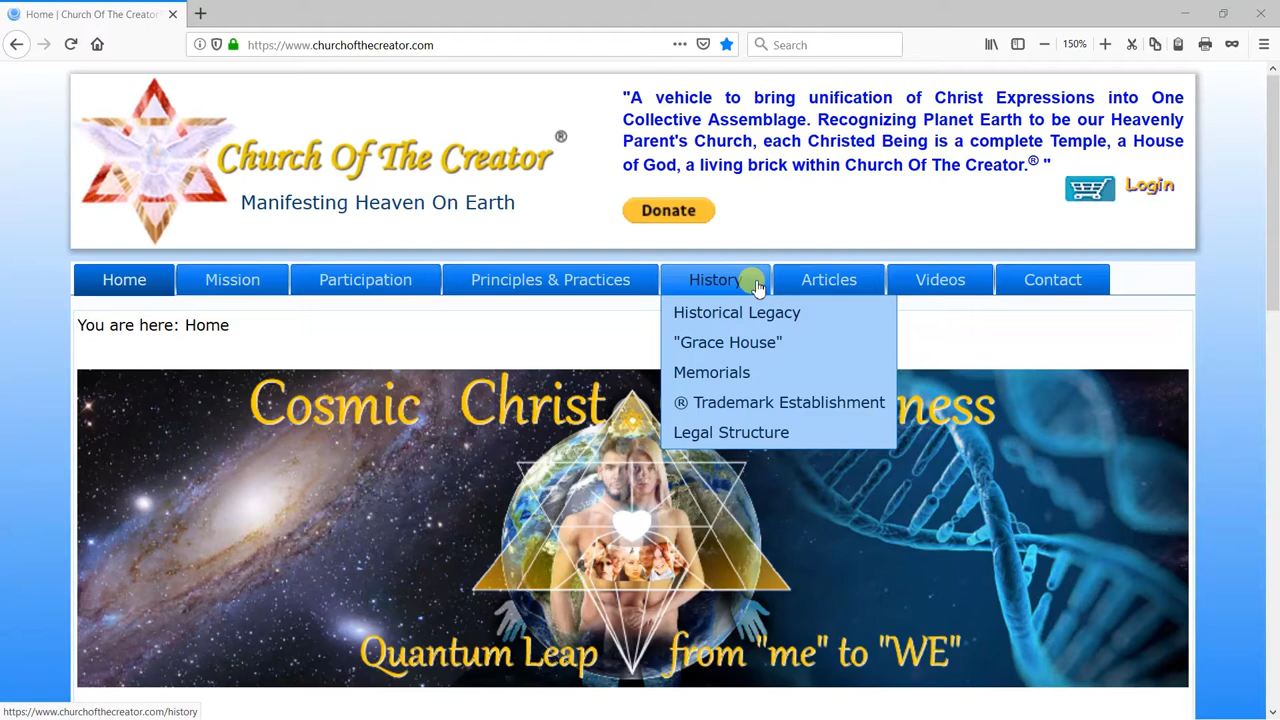 Home | Church Of The Creator
https://www.churchofthecreator.com
Search
150%
Church Of The Creator ®
Manifesting Heaven On Earth
"A vehicle to bring unification of Christ Expressions into One
Collective Assemblage. Recognizing Planet Earth to be our Heavenly
Parent's Church, each Christed Being is a complete Temple, a House
of God, a living brick within Church Of The Creator.® "
Login
Donate
Home Mission Participation Principles & Practices History Articles Videos Contact
Historical Legacy
"Grace House"
Memorials
® Trademark Establishment
Legal Structure
You are here: Home
Cosmic Christ ness
Quantum Leap from "me" to "WE"
https://www.churchofthecreator.com/history